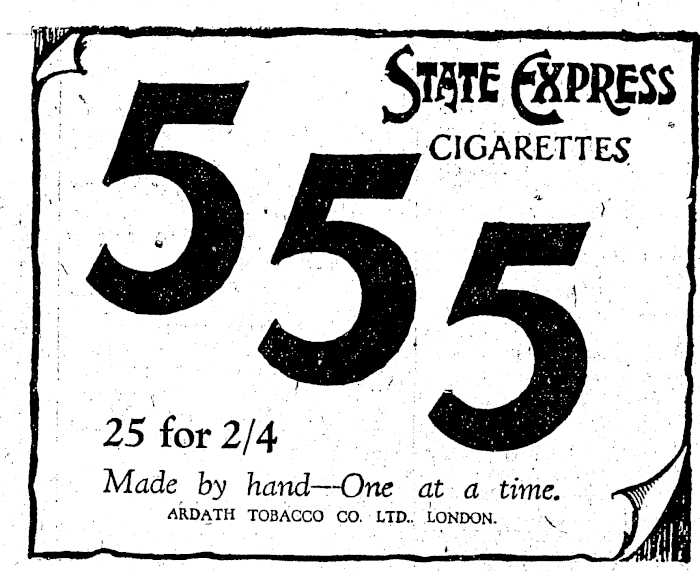 STATE EXPRESS
CIGARETTES
555
25 for 2/4
Made by hand—One at a time.
ARDATH TOBACCO CO. LTD., LONDON.